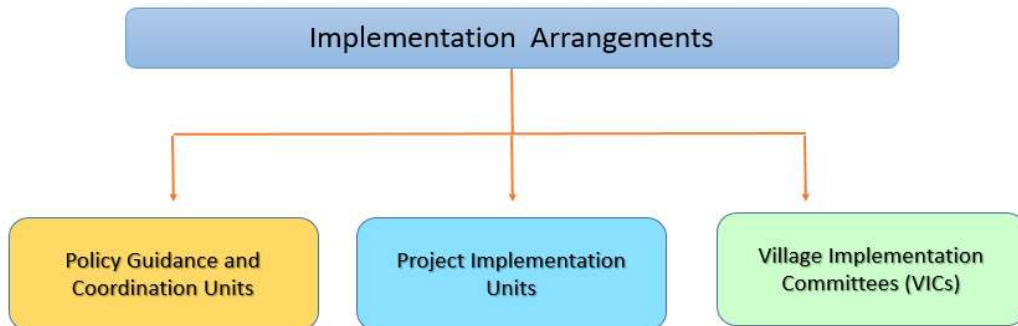 Implementation Arrangements
Policy Guidance and
Coordination Units
Project Implementation
Units
Village Implementation
Committees (VICs)